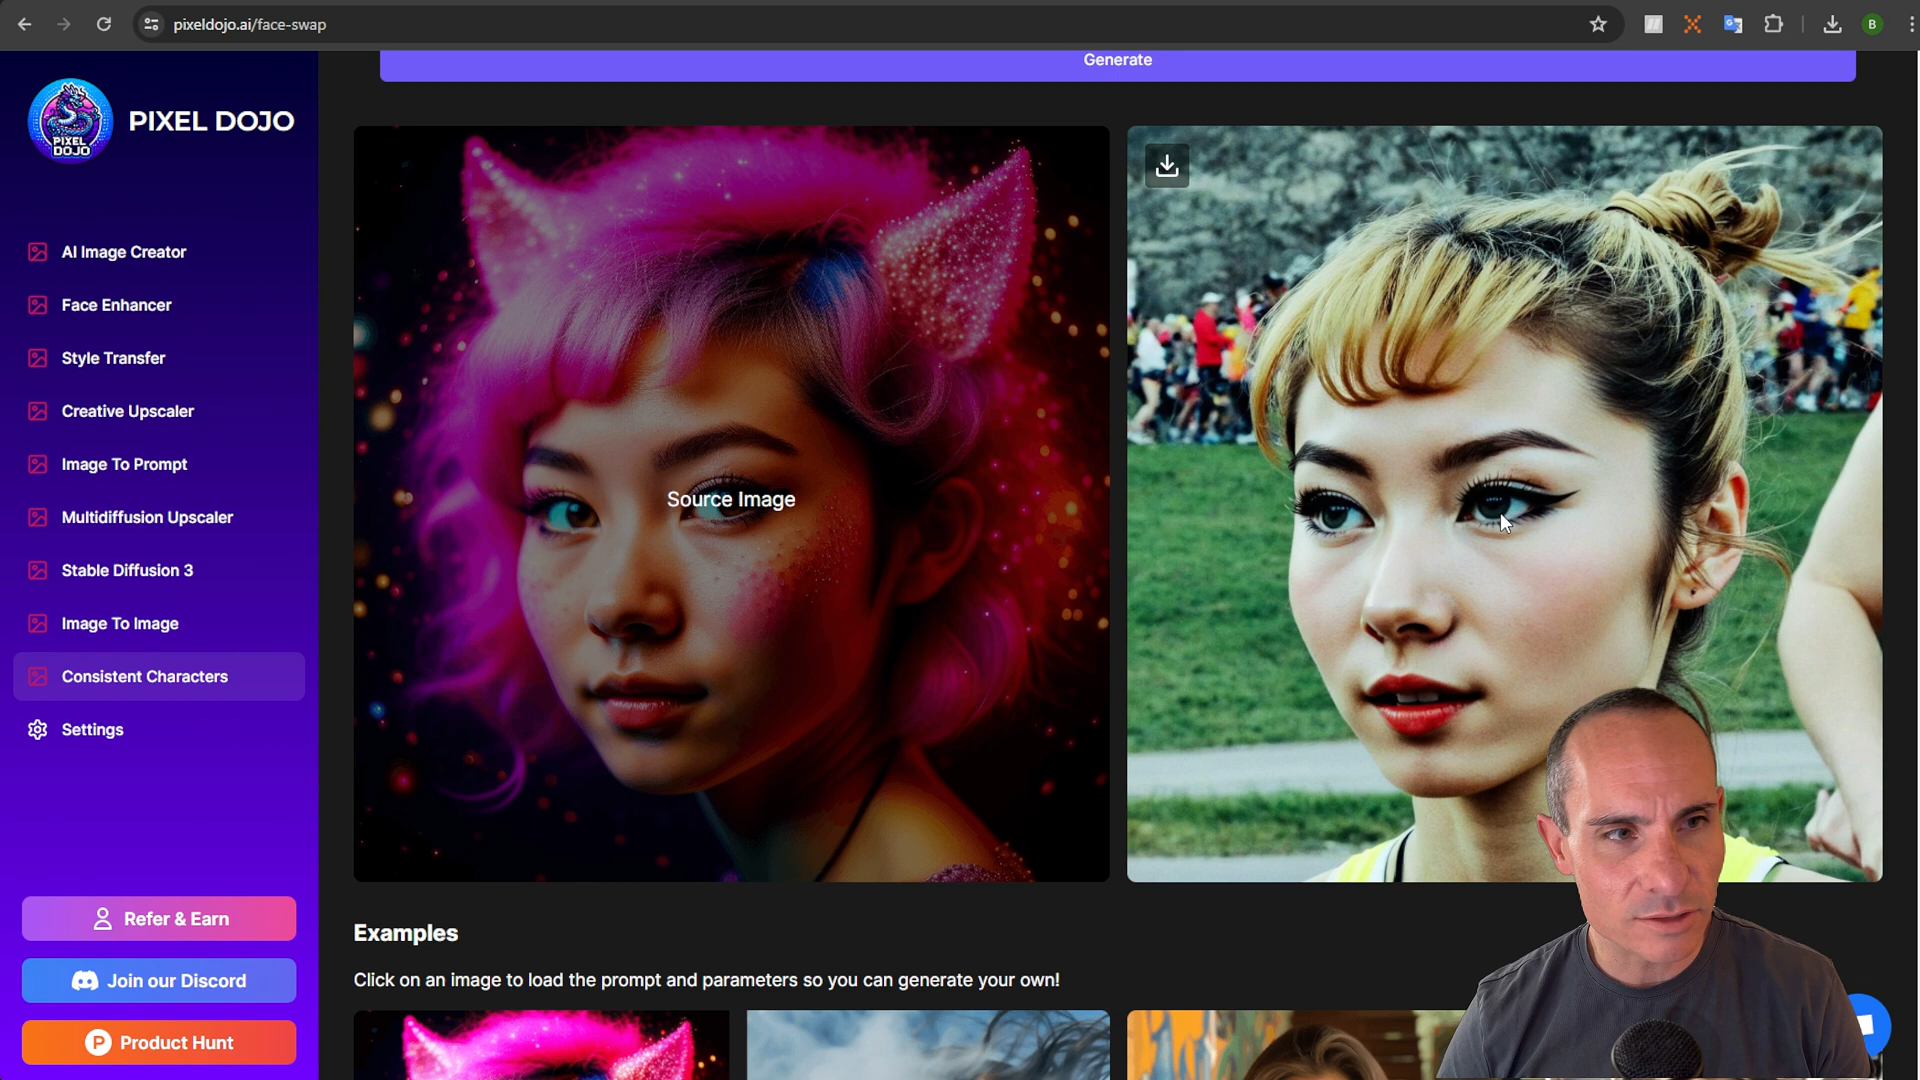 pixeldojo.ai/face-swap
B
Generate
PIXEL DOJO
PIXEL
DOJO
AI Image Creator
Face Enhancer
Style Transfer
Creative Upscaler
Image To Prompt
Multidiffusion Upscaler
Stable Diffusion 3
Image To Image
Consistent Characters
Settings
Refer & Earn
Join our Discord
P Product Hunt
Source Image
Examples
Click on an image to load the prompt and parameters so you can generate your own!